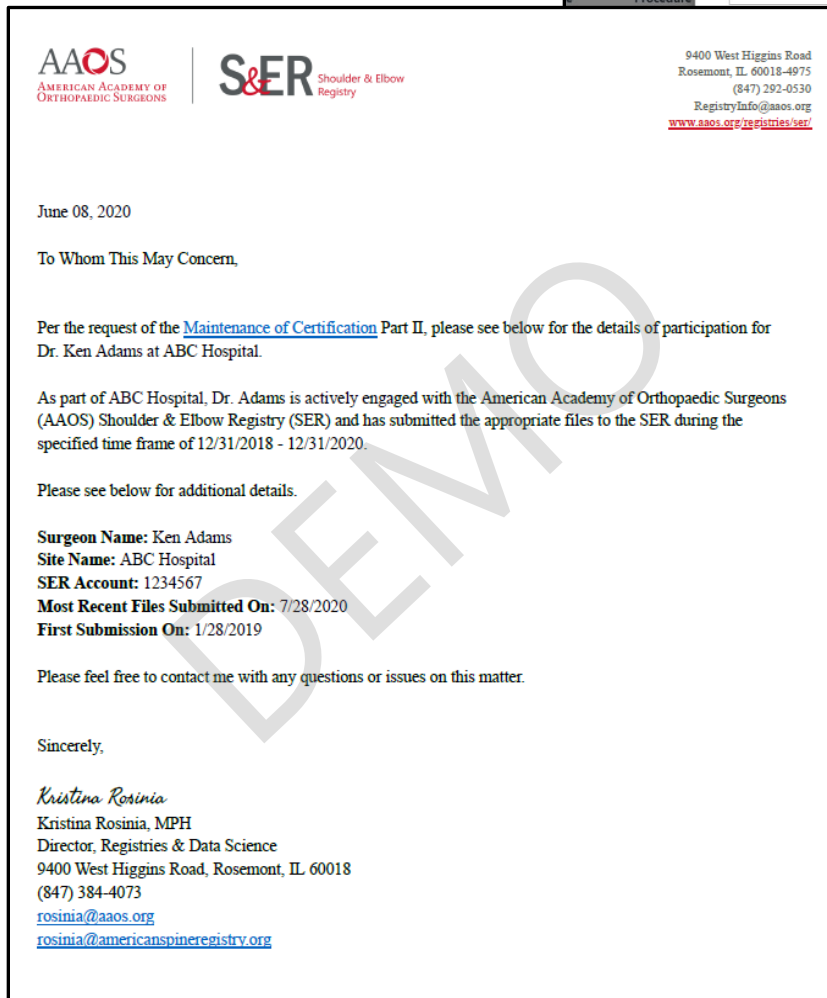 Procedure
AAOS
AMERICAN ACADEMY OF
ORTHOPAEDIC SURGEONS
S&ER Shoulder & Elbow
Registry
9400 West Higgins Road
Rosemont, IL 60018-4975
(847) 292-0530
RegistryInfo@aaos.org
www.aaos.org/registries/ser/
June 08, 2020
To Whom This May Concern,
Per the request of the Maintenance of Certification Part II, please see below for the details of participation for
Dr. Ken Adams at ABC Hospital.
As part of ABC Hospital, Dr. Adams is actively engaged with the American Academy of Orthopaedic Surgeons
(AAOS) Shoulder & Elbow Registry (SER) and has submitted the appropriate files to the SER during the
specified time frame of 12/31/2018 - 12/31/2020.
Please see below for additional details.
Surgeon Name: Ken Adams
Site Name: ABC Hospital
SER Account: 1234567
Most Recent Files Submitted On: 7/28/2020
First Submission On: 1/28/2019
Please feel free to contact me with any questions or issues on this matter.
Sincerely,
Kristina Rosinia
Kristina Rosinia, MPH
Director, Registries & Data Science
9400 West Higgins Road, Rosemont, IL 60018
(847) 384-4073
rosinia@aaos.org
rosinia@americanspineregistry.org
DEMO